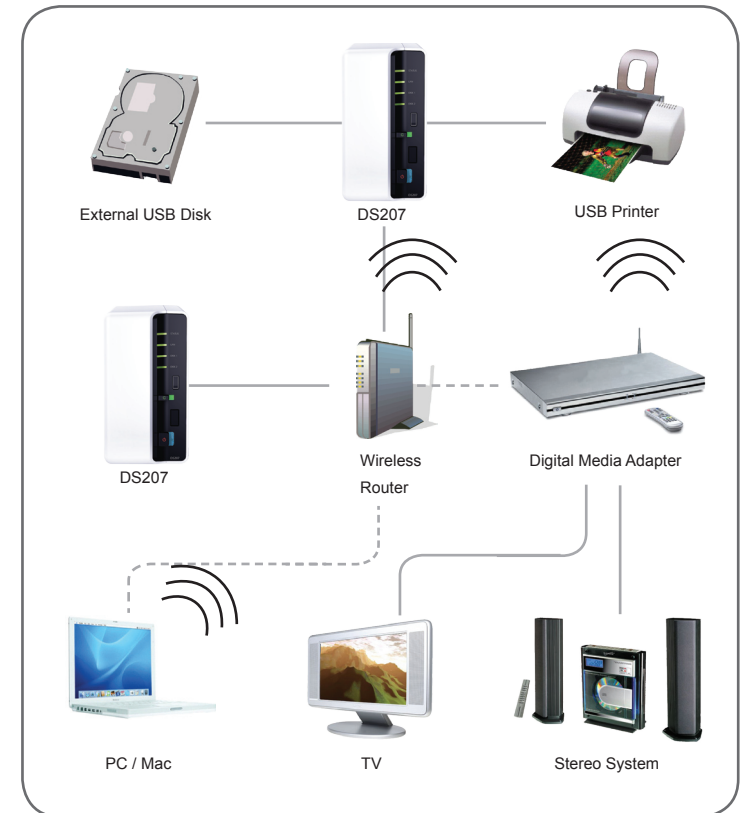 External USB Disk
DS207
USB Printer
DS207
Wireless
Router
Digital Media Adapter
PC / Mac
TV
Stereo System